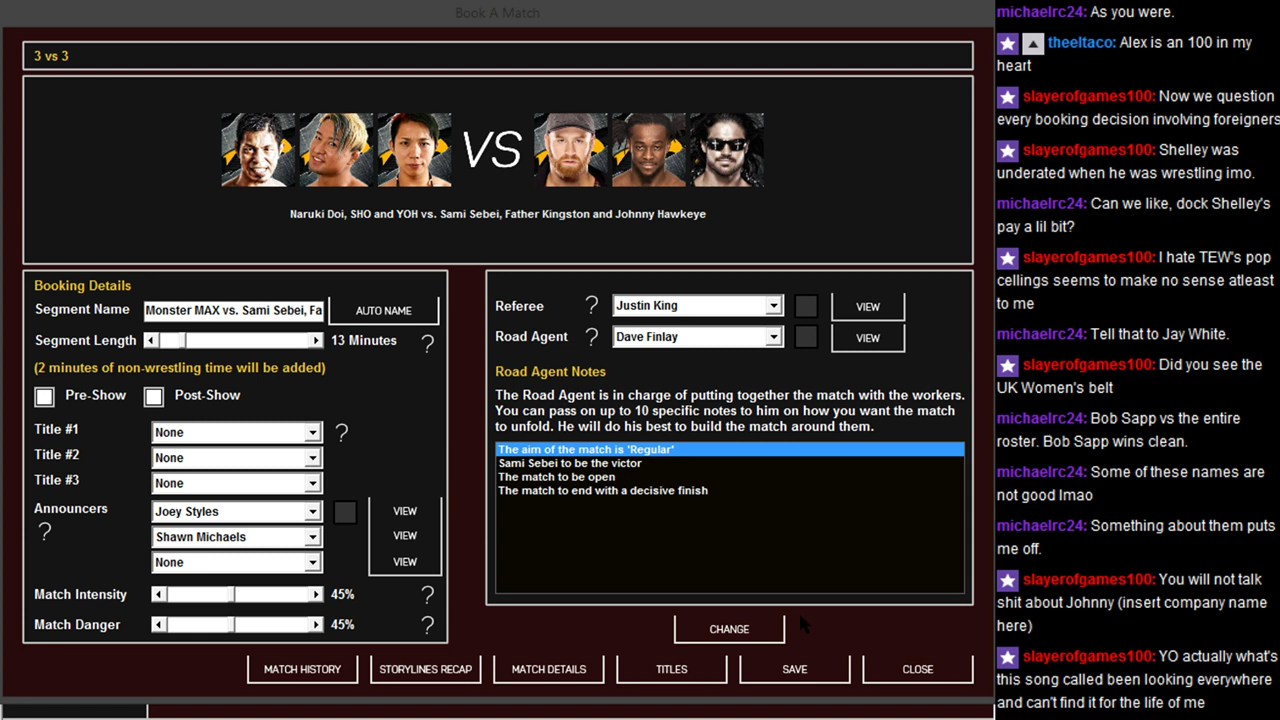 Book A Match
3 vs 3
VS
Naruki Doi, SHO and YOH vs. Sami Sebei, Father Kingston and Johnny Hawkeye
Booking Details
Segment Name
Monster MAX vs. Sami Sebei, Fa
AUTO NAME
Segment Length
13 Minutes
?
(2 minutes of non-wrestling time will be added)
Pre-Show
Post-Show
Title #1
None
?
Title #2
None
Title #3
None
Announcers
?
Joey Styles
VIEW
Shawn Michaels
VIEW
None
VIEW
Match Intensity
45%
?
Match Danger
45%
?
Referee
?
Justin King
VIEW
Road Agent
?
Dave Finlay
VIEW
Road Agent Notes
The Road Agent is in charge of putting together the match with the workers.
You can pass on up to 10 specific notes to him on how you want the match
to unfold. He will do his best to build the match around them.
The aim of the match is 'Regular'
Sami Sebei to be the victor
The match to be open
The match to end with a decisive finish
CHANGE
MATCH HISTORY
STORYLINES RECAP
MATCH DETAILS
TITLES
SAVE
CLOSE
michaelrc24: As you were.
theeltaco: Alex is an 100 in my
heart
slayerofgames100: Now we question
every booking decision involving foreigners
slayerofgames100: Shelley was
underated when he was wrestling imo.
michaelrc24: Can we like, dock Shelley's
pay a lil bit?
slayerofgames100: I hate TEW's pop
cellings seems to make no sense atleast
to me
michaelrc24: Tell that to Jay White.
slayerofgames100: Did you see the
UK Women's belt
michaelrc24: Bob Sapp vs the entire
roster. Bob Sapp wins clean.
michaelrc24: Some of these names are
not good lmao
michaelrc24: Something about them puts
me off.
slayerofgames100: You will not talk
shit about Johnny (insert company name
here)
slayerofgames100: YO actually what's
this song called been looking everywhere
and can't find it for the life of me